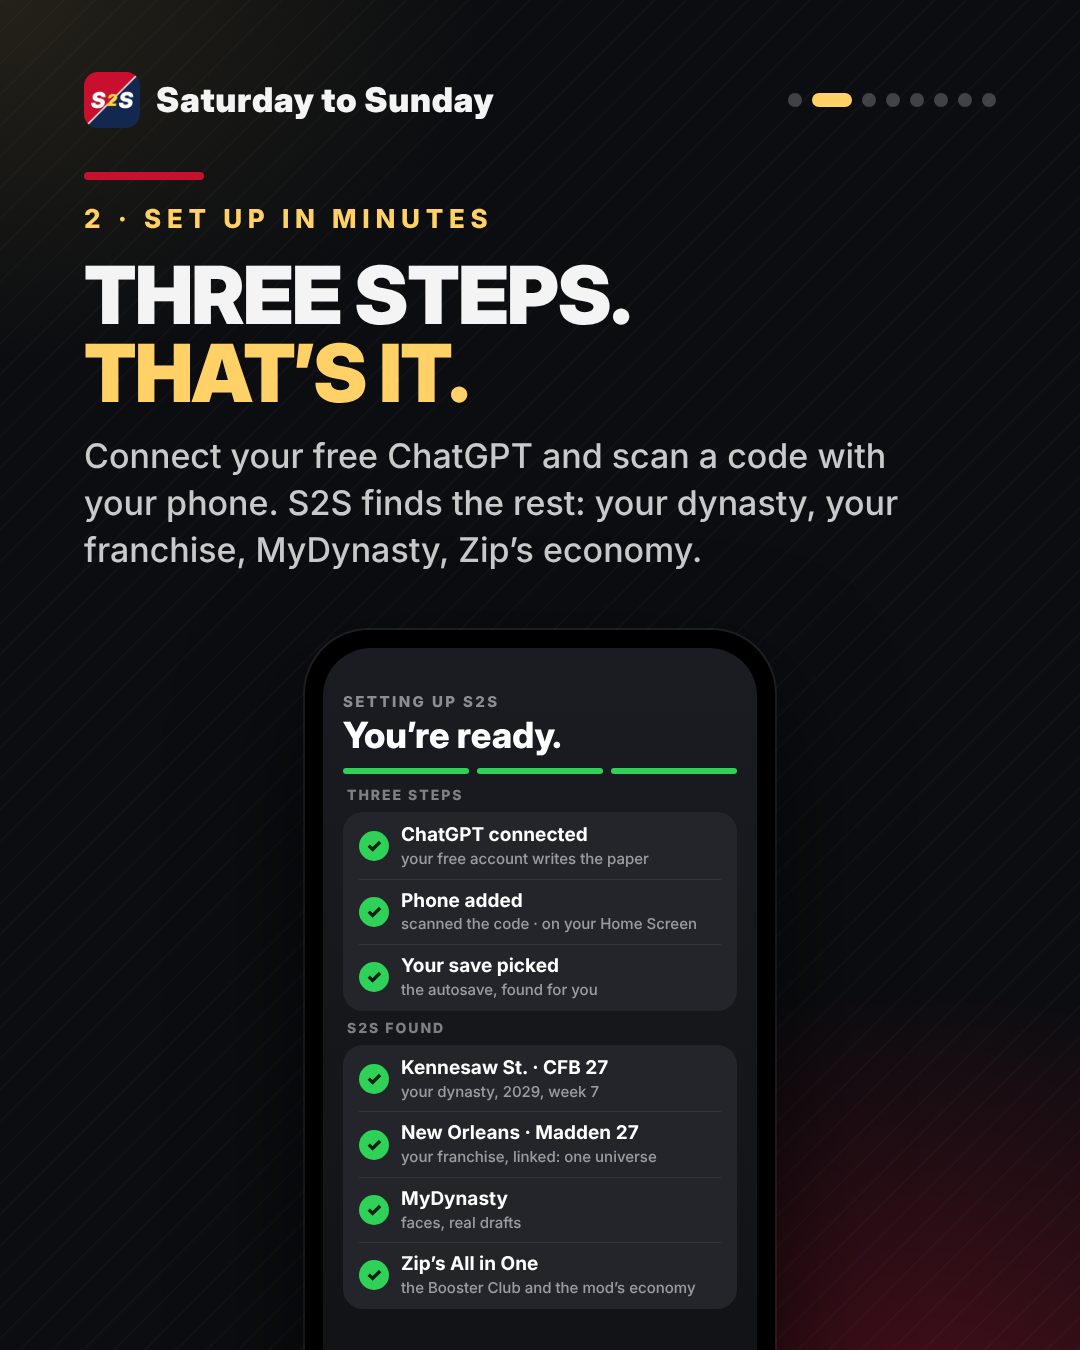 S2S
Saturday to Sunday
2 · SET UP IN MINUTES
THREE STEPS.
THAT’S IT.
Connect your free ChatGPT and scan a code with
your phone. S2S finds the rest: your dynasty, your
franchise, MyDynasty, Zip’s economy.
SETTING UP S2S
You’re ready.
THREE STEPS
ChatGPT connected
your free account writes the paper
Phone added
scanned the code · on your Home Screen
Your save picked
the autosave, found for you
S2S FOUND
Kennesaw St. · CFB 27
your dynasty, 2029, week 7
New Orleans · Madden 27
your franchise, linked: one universe
MyDynasty
faces, real drafts
Zip’s All in One
the Booster Club and the mod’s economy